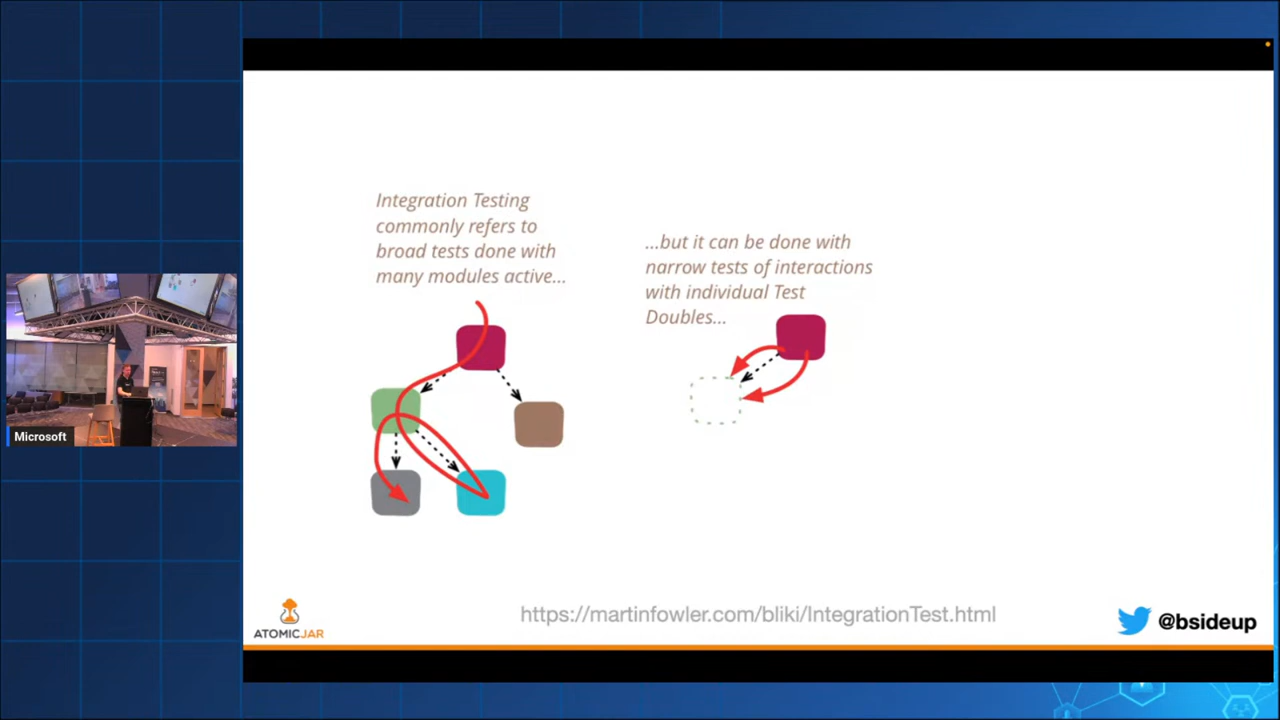 Integration Testing
commonly refers to
broad tests done with
many modules active...
...but it can be done with
narrow tests of interactions
with individual Test
Doubles...
Microsoft
ATOMICJAR
https://martinfowler.com/bliki/IntegrationTest.html
@bsideup